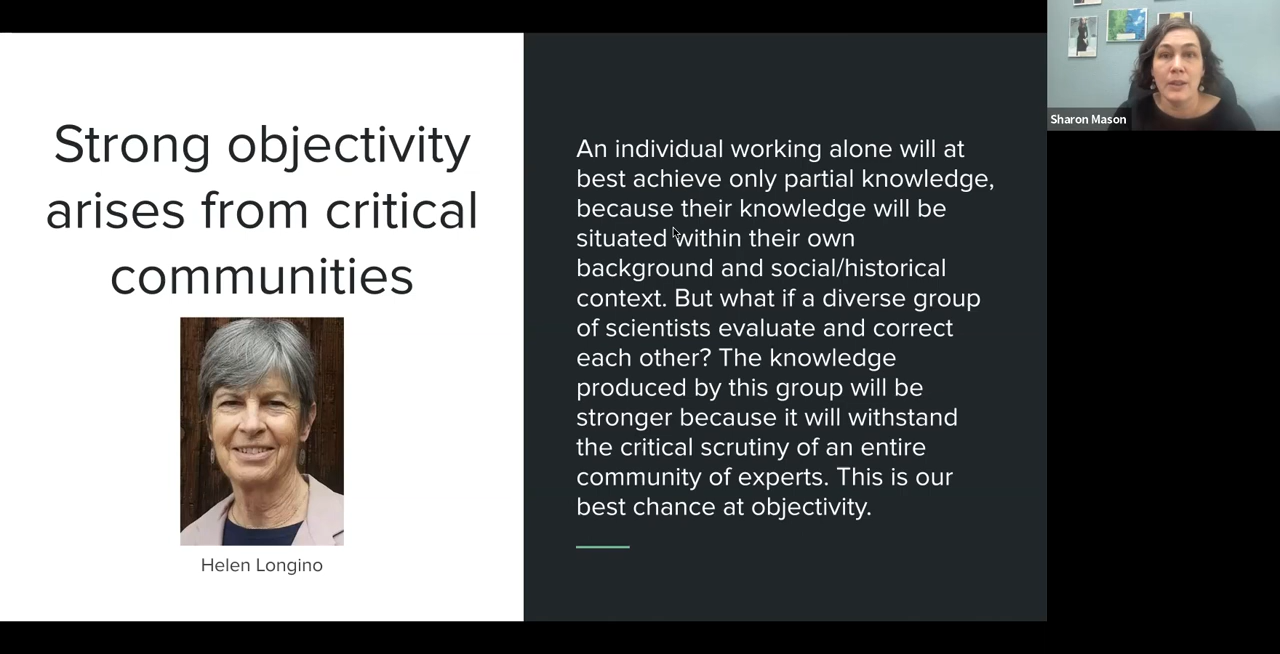 Strong objectivity
arises from critical
communities
Helen Longino
An individual working alone will at
best achieve only partial knowledge,
because their knowledge will be
situated within their own
background and social/historical
context. But what if a diverse group
of scientists evaluate and correct
each other? The knowledge
produced by this group will be
stronger because it will withstand
the critical scrutiny of an entire
community of experts. This is our
best chance at objectivity.
Sharon Mason